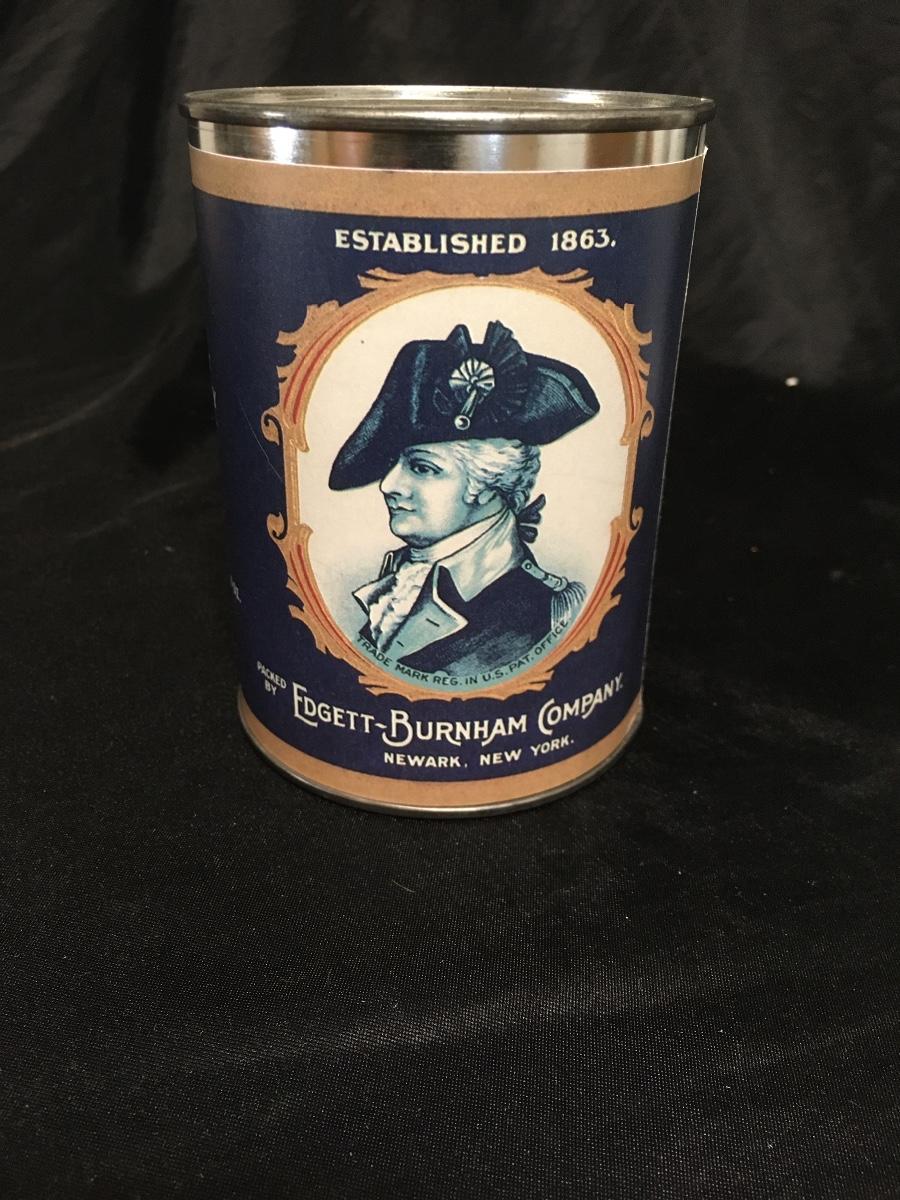 ESTABLISHED 1863.
TRADE MARK REG. IN U.S. PAT. OFFICE
PACKED
BY
EDGETT-BURNHAM COMPANY.
NEWARK, NEW YORK.